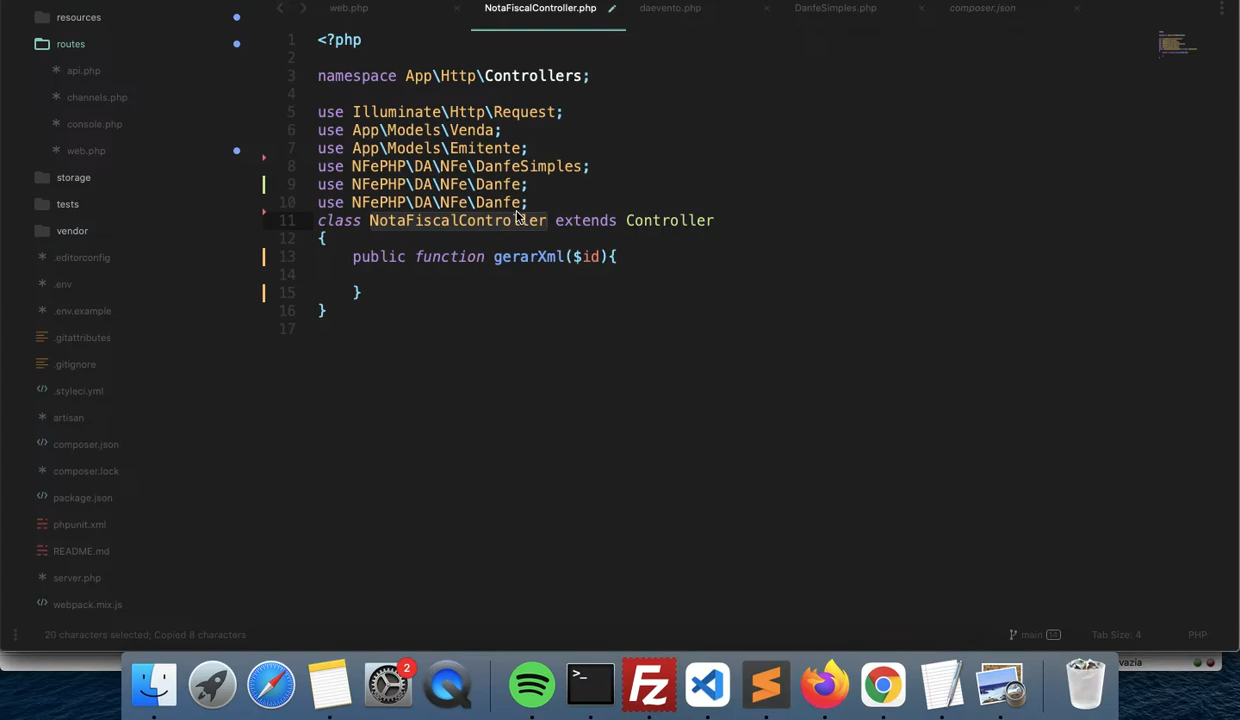 web.php × NotaFiscalController.php daevento.php × DanfeSimples.php × composer.json ×
resources
routes
api.php
channels.php
console.php
web.php
storage
tests
vendor
.editorconfig
.env
.env.example
.gitattributes
.gitignore
.styleci.yml
artisan
composer.json
composer.lock
package.json
phpunit.xml
README.md
server.php
webpack.mix.js
1 <?php
2
3 namespace App\Http\Controllers;
4
5 use Illuminate\Http\Request;
6 use App\Models\Venda;
7 use App\Models\Emitente;
8 use NFePHP\DA\NFe\DanfeSimples;
9 use NFePHP\DA\NFe\Danfe;
10 use NFePHP\DA\NFe\Danfe;
11 class NotaFiscalController extends Controller
12 {
13 public function gerarXml($id){
14
15 }
16 }
17
20 characters selected; Copied 8 characters main 14 Tab Size: 4 PHP
vazia
2
>_
Fz